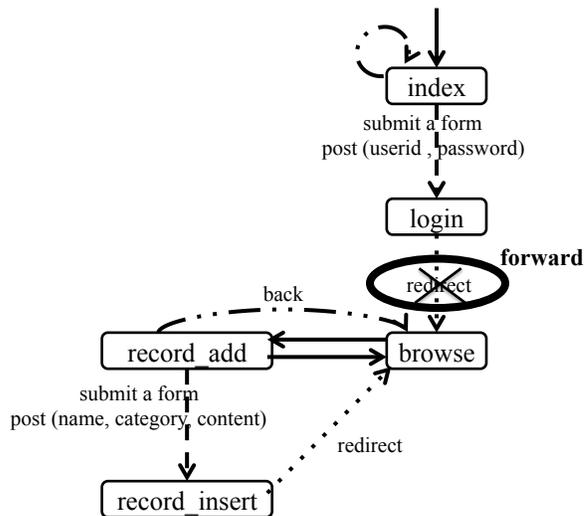 index
submit a form
post (userid , password)
login
forward
redirect
back
record_add
browse
submit a form
post (name, category, content)
redirect
record_insert